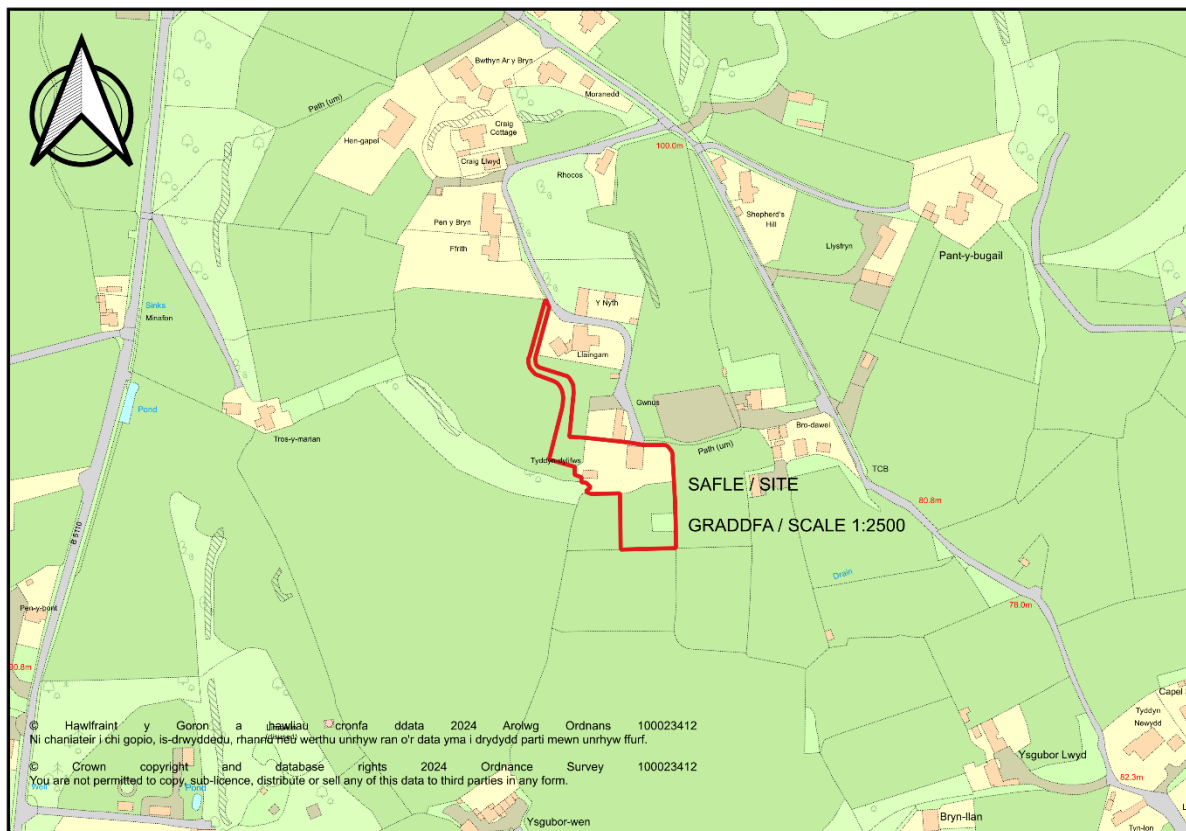 Bwthyn Ar y Bryn
Moranedd
Path (um)
Craig
Cottage
Hen-gapel
100.0m
Craig Llwyd
Rhocos
Shepherd's
Hill
Pen y Bryn
Llysfryn
Ffrith
Pant-y-bugail
Y Nyth
Sinks
Minafon
Llaingarn
Gwnus
Pond
Bro-dawel
Tros-y-marian
Path (um)
Tyddyn-dylifws
TCB
SAFLE / SITE
80.8m
GRADDFA / SCALE 1:2500
B 5110
Drain
78.0m
Pen-y-bont
80.8m
Capel
Tyddyn
Newydd
© Hawlfraint y Goron a hawliau cronfa ddata 2024 Arolwg Ordnans 100023412
Ni chaniateir i chi gopio, is-drwyddedu, rhannu neu werthu unrhyw ran o'r data yma i drydydd parti mewn unrhyw ffurf.
Ysgubor Lwyd
© Crown copyright and database rights 2024 Ordnance Survey 100023412
You are not permitted to copy, sub-licence, distribute or sell any of this data to third parties in any form.
82.3m
Well
Pond
Ysgubor-wen
Bryn-llan
Tyn-lon